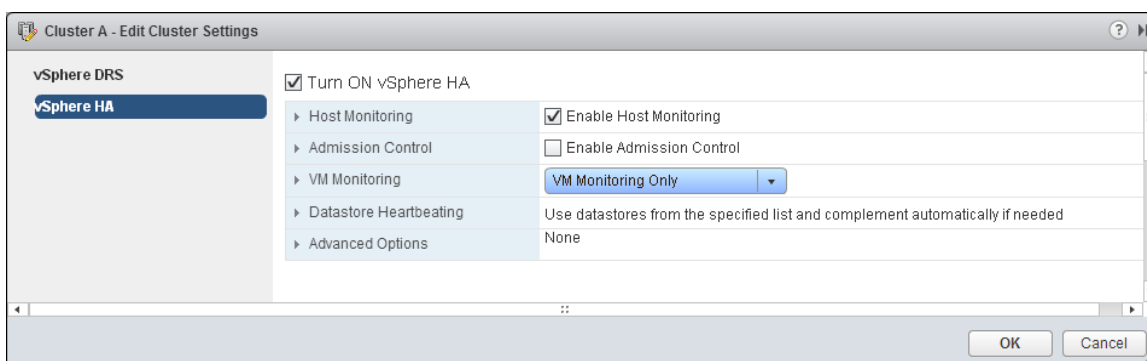 Cluster A - Edit Cluster Settings
?
vSphere DRS
vSphere HA
Turn ON vSphere HA
Host Monitoring Enable Host Monitoring
Admission Control Enable Admission Control
VM Monitoring VM Monitoring Only
Datastore Heartbeating Use datastores from the specified list and complement automatically if needed
Advanced Options None
OK Cancel